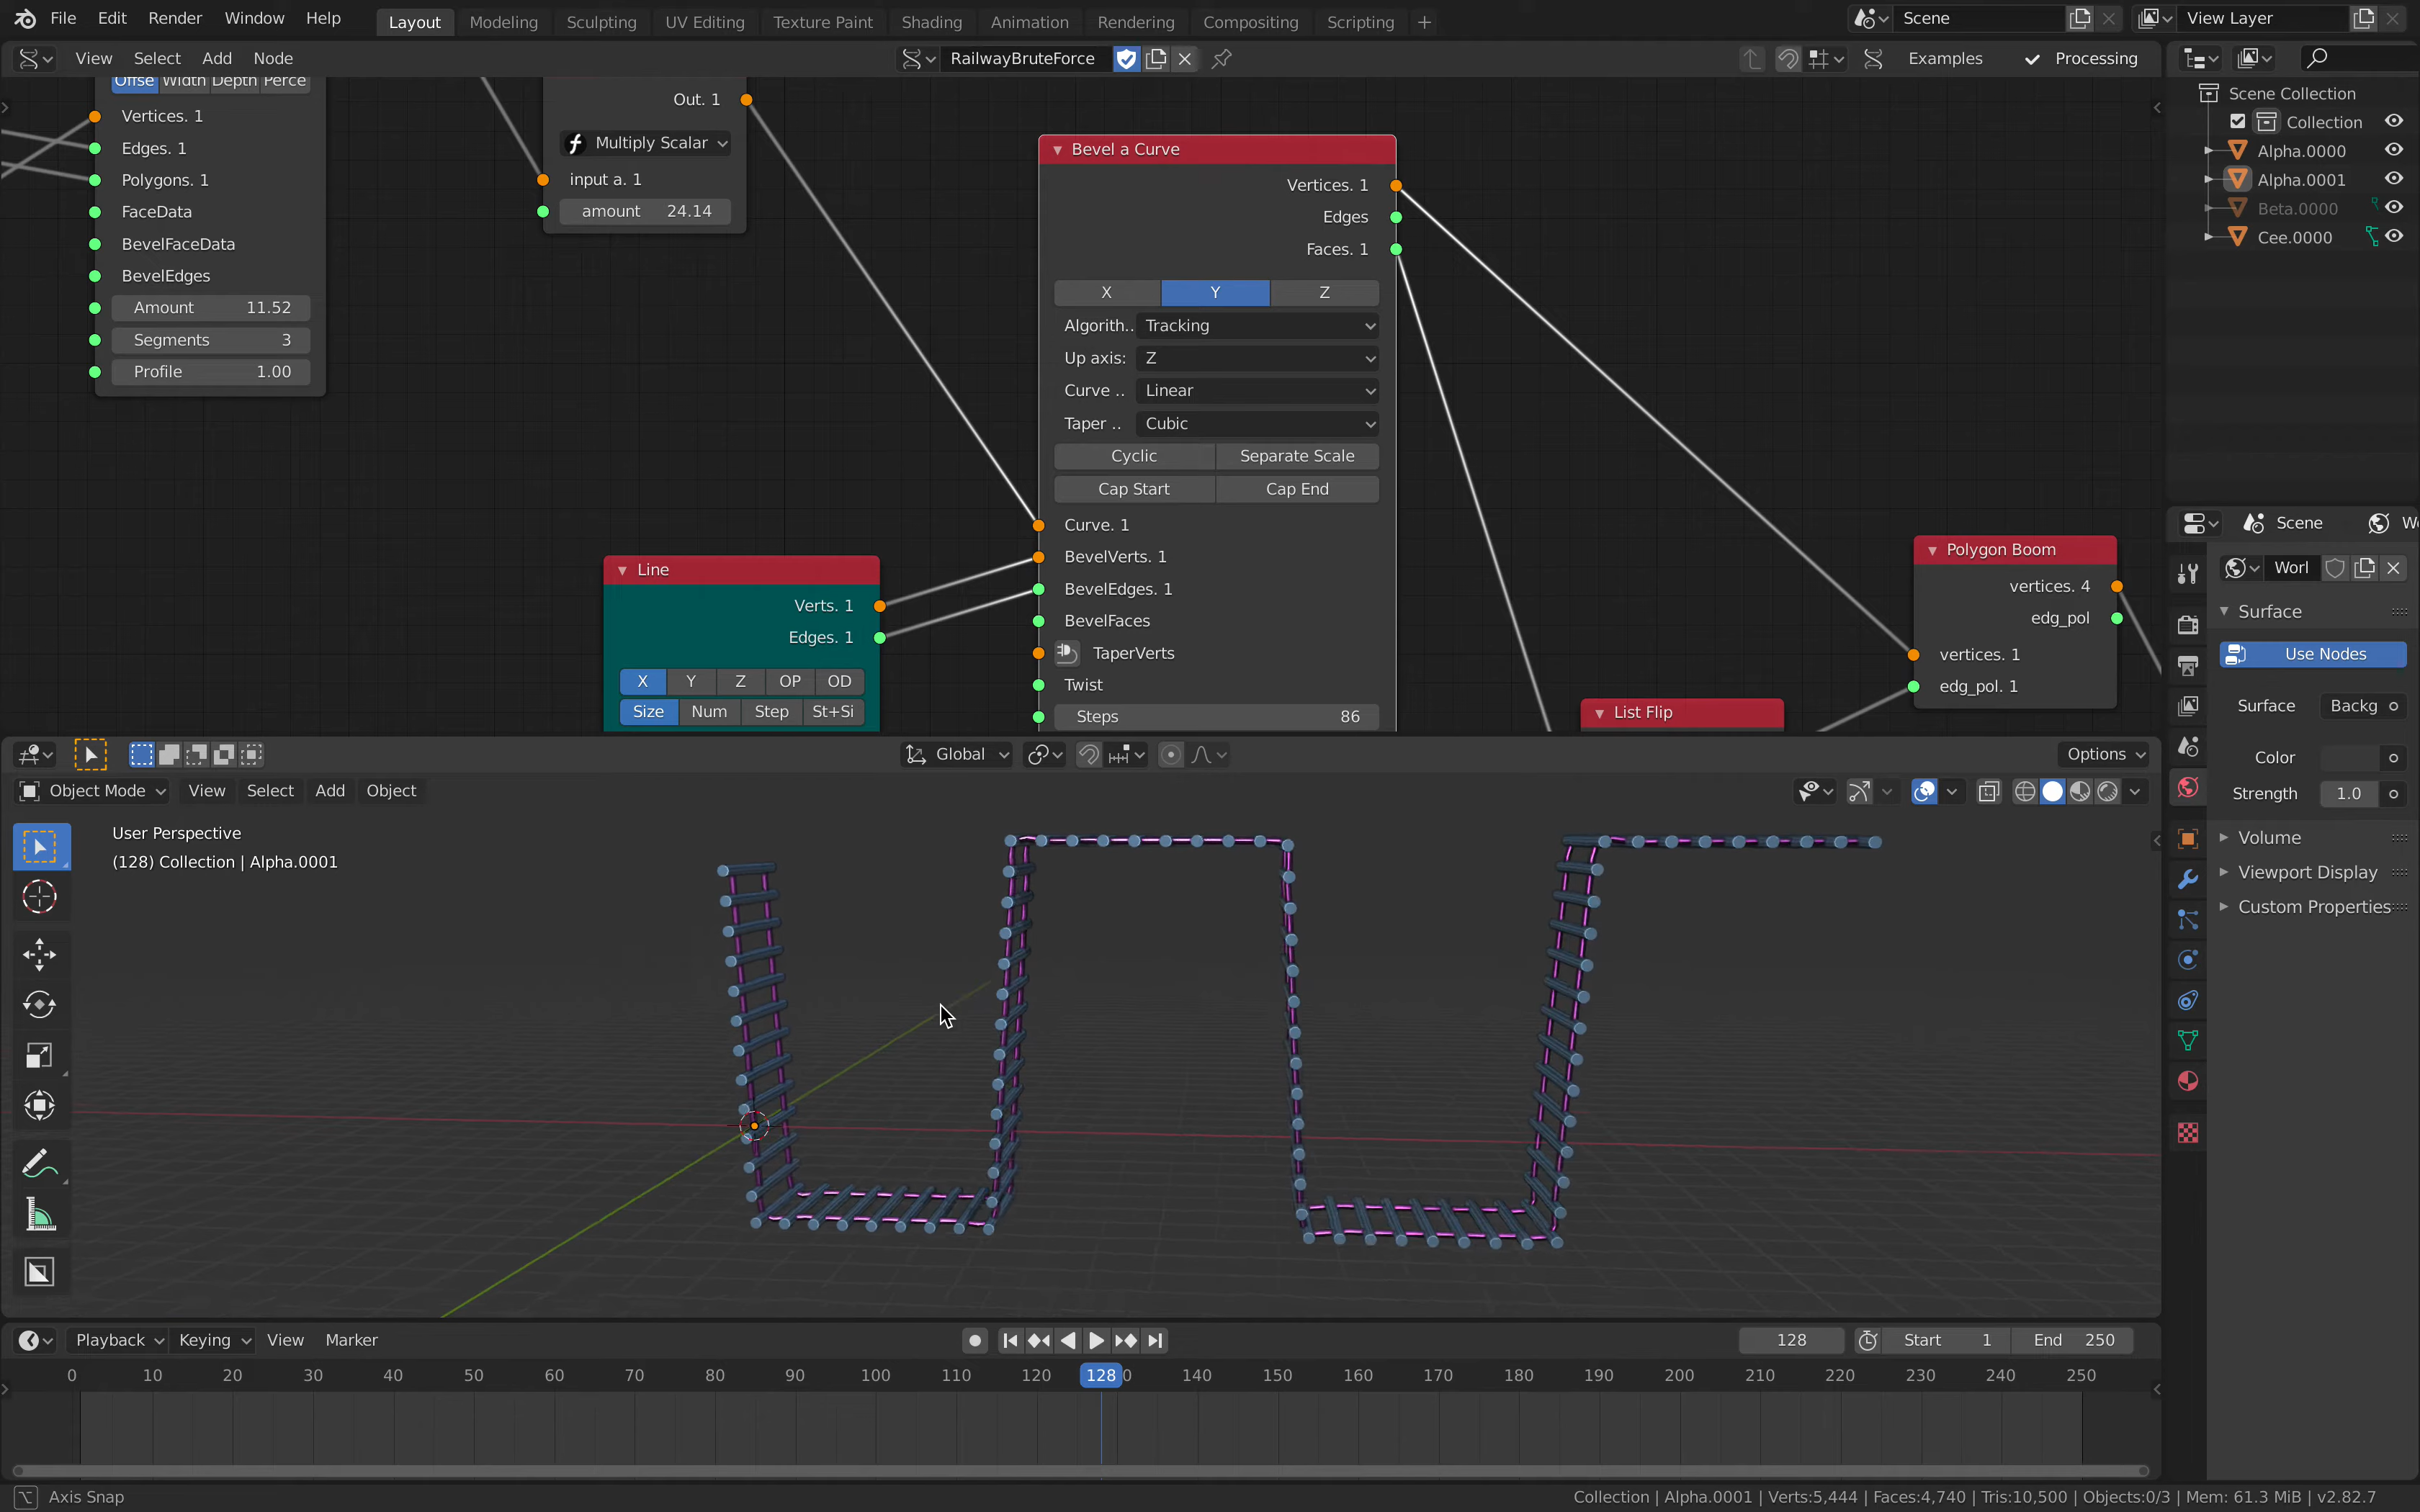 File Edit Render Window Help Layout Modeling Sculpting UV Editing Texture Paint Shading Animation Rendering Compositing Scripting + Scene View Layer
View Select Add Node RailwayBruteForce Examples Processing
Offse Width Depth Perce
Vertices. 1
Edges. 1
Polygons. 1
FaceData
BevelFaceData
BevelEdges
Amount 11.52
Segments 3
Profile 1.00
Out. 1
Multiply Scalar
input a. 1
amount 24.14
Bevel a Curve
Vertices. 1
Edges
Faces. 1
X Y Z
Algorith.. Tracking
Up axis: Z
Curve .. Linear
Taper .. Cubic
Cyclic Separate Scale
Cap Start Cap End
Curve. 1
BevelVerts. 1
BevelEdges. 1
BevelFaces
TaperVerts
Twist
Steps 86
Line
Verts. 1
Edges. 1
X Y Z OP OD
Size Num Step St+Si
List Flip
Polygon Boom
vertices. 4
edg_pol
vertices. 1
edg_pol. 1
Scene Collection
Collection
Alpha.0000
Alpha.0001
Beta.0000
Cee.0000
Scene W
Worl
Surface
Use Nodes
Surface Backg
Color
Strength 1.0
Volume
Viewport Display
Custom Properties
Global Options
Object Mode View Select Add Object
User Perspective
(128) Collection | Alpha.0001
Playback Keying View Marker 128 Start 1 End 250
0 10 20 30 40 50 60 70 80 90 100 110 120 128 0 140 150 160 170 180 190 200 210 220 230 240 250
Axis Snap Collection | Alpha.0001 | Verts:5,444 | Faces:4,740 | Tris:10,500 | Objects:0/3 | Mem: 61.3 MiB | v2.82.7